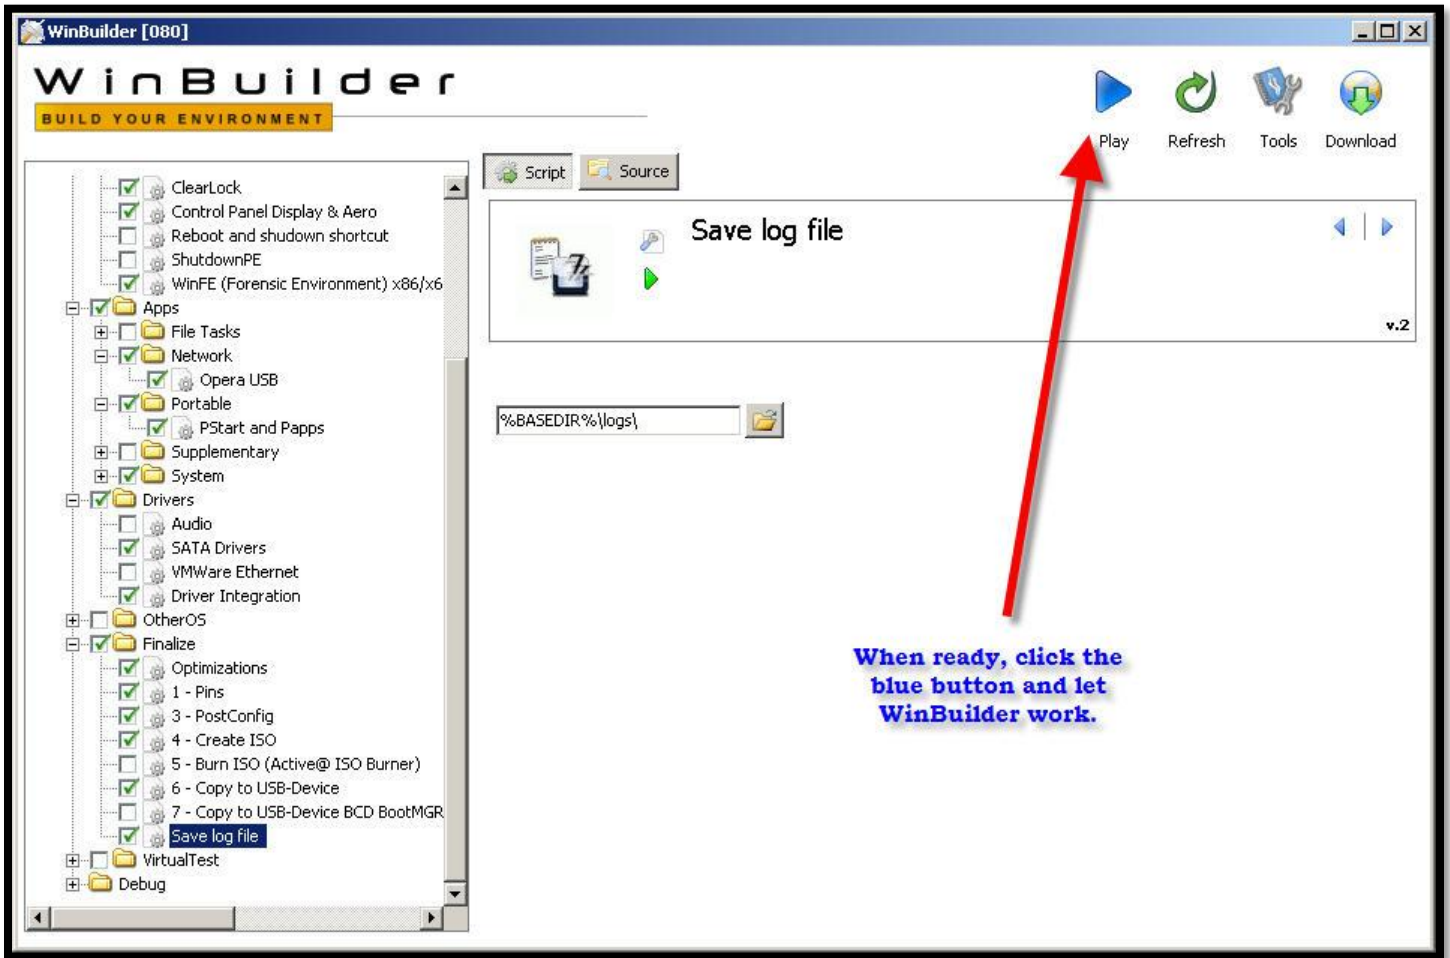 WinBuilder [080]
WinBuilder
BUILD YOUR ENVIRONMENT
Play
Refresh
Tools
Download
ClearLock
Control Panel Display & Aero
Reboot and shudown shortcut
ShutdownPE
WinFE (Forensic Environment) x86/x6
Apps
File Tasks
Network
Opera USB
Portable
PStart and Papps
Supplementary
System
Drivers
Audio
SATA Drivers
VMWare Ethernet
Driver Integration
OtherOS
Finalize
Optimizations
1 - Pins
3 - PostConfig
4 - Create ISO
5 - Burn ISO (Active@ ISO Burner)
6 - Copy to USB-Device
7 - Copy to USB-Device BCD BootMGR
Save log file
VirtualTest
Debug
Script
Source
Save log file
v.2
%BASEDIR%\logs\
When ready, click the
blue button and let
WinBuilder work.